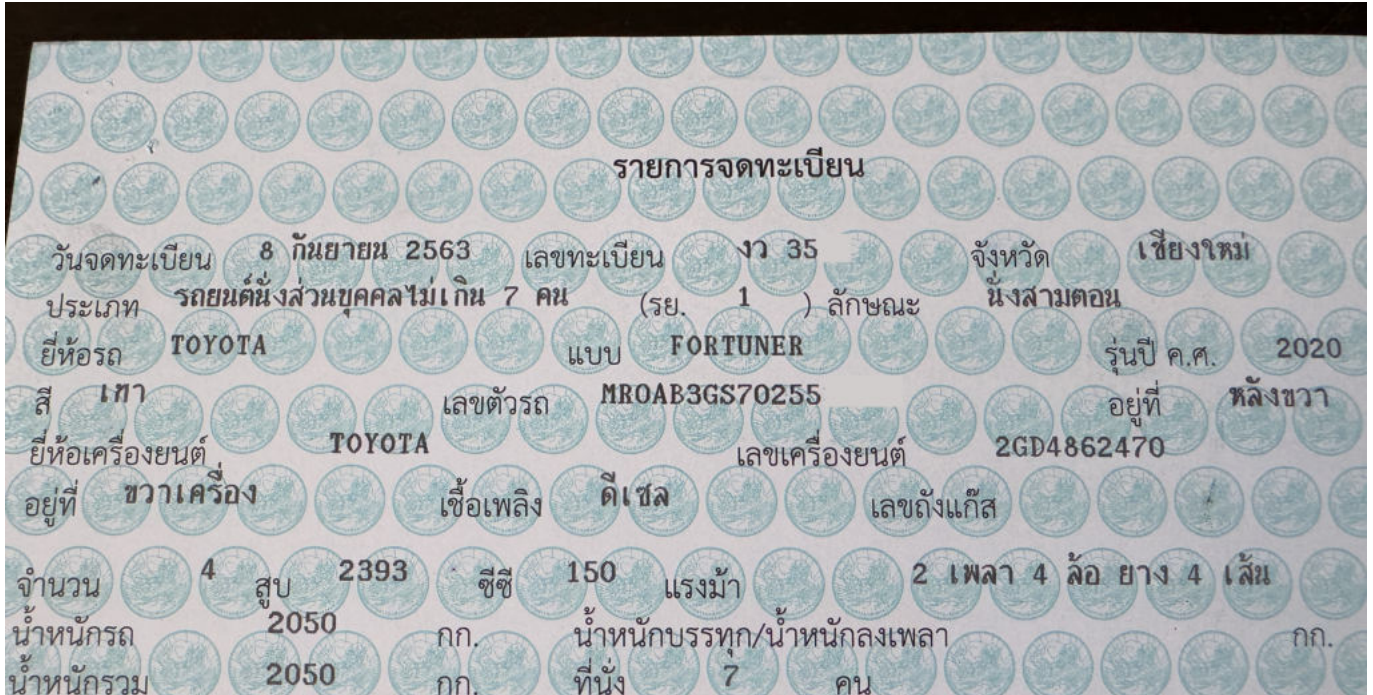 รายการจดทะเบียน
วันจดทะเบียน 8 กันยายน 2563 เลขทะเบียน งว 35 จังหวัด เชียงใหม่
ประเภท รถยนต์นั่งส่วนบุคคลไม่เกิน 7 คน (รย. 1 ) ลักษณะ นั่งสามตอน
ยี่ห้อรถ TOYOTA แบบ FORTUNER รุ่นปี ค.ศ. 2020
สี เทา เลขตัวรถ MR0AB3GS70255 อยู่ที่ หลังขวา
ยี่ห้อเครื่องยนต์ TOYOTA เลขเครื่องยนต์ 2GD4862470
อยู่ที่ ขวาเครื่อง เชื้อเพลิง ดีเซล เลขถังแก๊ส
จำนวน 4 สูบ 2393 ซีซี 150 แรงม้า 2 เพลา 4 ล้อ ยาง 4 เส้น
น้ำหนักรถ 2050 กก. น้ำหนักบรรทุก/น้ำหนักลงเพลา กก.
น้ำหนักรวม 2050 กก. ที่นั่ง 7 คน